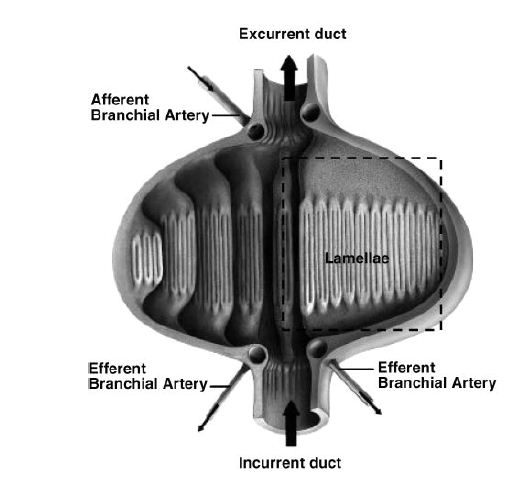 Excurrent duct
Afferent
Branchial Artery
Lamellae
Efferent
Branchial Artery
Efferent
Branchial Artery
Incurrent duct